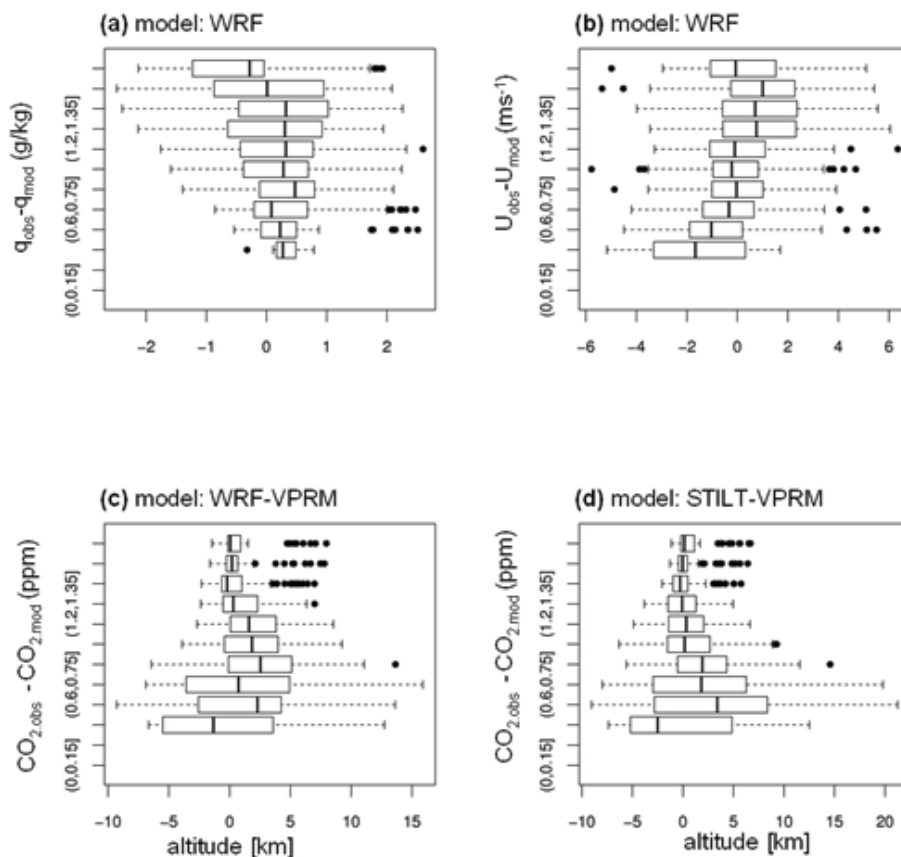 (a) model: WRF
(b) model: WRF
q_obs-q_mod (g/kg)
(0,0.15] (0.6,0.75] (1.2,1.35]
U_obs-U_mod (ms⁻¹)
(0,0.15] (0.6,0.75] (1.2,1.35]
−2 −1 0 1 2
−6 −4 −2 0 2 4 6
(c) model: WRF-VPRM
(d) model: STILT-VPRM
CO_2.obs - CO_2.mod (ppm)
(0,0.15] (0.6,0.75] (1.2,1.35]
CO_2.obs - CO_2.mod (ppm)
(0,0.15] (0.6,0.75] (1.2,1.35]
−10 −5 0 5 10 15
−10 −5 0 5 10 15 20
altitude [km]
altitude [km]